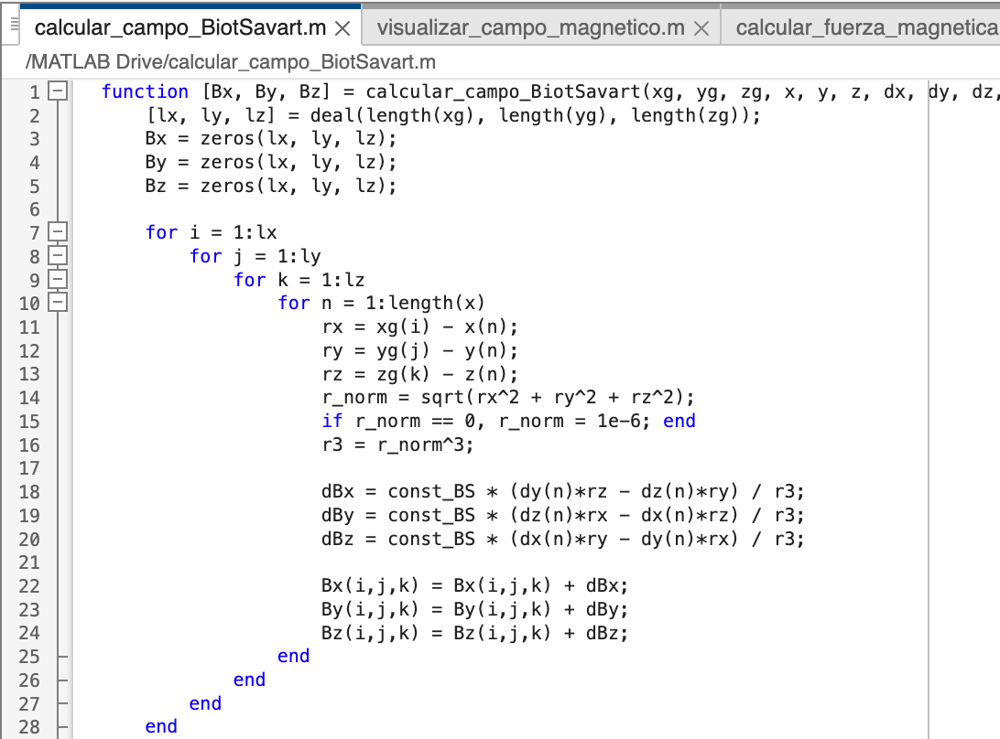 calcular_campo_BiotSavart.m × visualizar_campo_magnetico.m × calcular_fuerza_magnetica
/MATLAB Drive/calcular_campo_BiotSavart.m
1 function [Bx, By, Bz] = calcular_campo_BiotSavart(xg, yg, zg, x, y, z, dx, dy, dz,
2 [lx, ly, lz] = deal(length(xg), length(yg), length(zg));
3 Bx = zeros(lx, ly, lz);
4 By = zeros(lx, ly, lz);
5 Bz = zeros(lx, ly, lz);
6
7 for i = 1:lx
8 for j = 1:ly
9 for k = 1:lz
10 for n = 1:length(x)
11 rx = xg(i) - x(n);
12 ry = yg(j) - y(n);
13 rz = zg(k) - z(n);
14 r_norm = sqrt(rx^2 + ry^2 + rz^2);
15 if r_norm == 0, r_norm = 1e-6; end
16 r3 = r_norm^3;
17
18 dBx = const_BS * (dy(n)*rz - dz(n)*ry) / r3;
19 dBy = const_BS * (dz(n)*rx - dx(n)*rz) / r3;
20 dBz = const_BS * (dx(n)*ry - dy(n)*rx) / r3;
21
22 Bx(i,j,k) = Bx(i,j,k) + dBx;
23 By(i,j,k) = By(i,j,k) + dBy;
24 Bz(i,j,k) = Bz(i,j,k) + dBz;
25 end
26 end
27 end
28 end